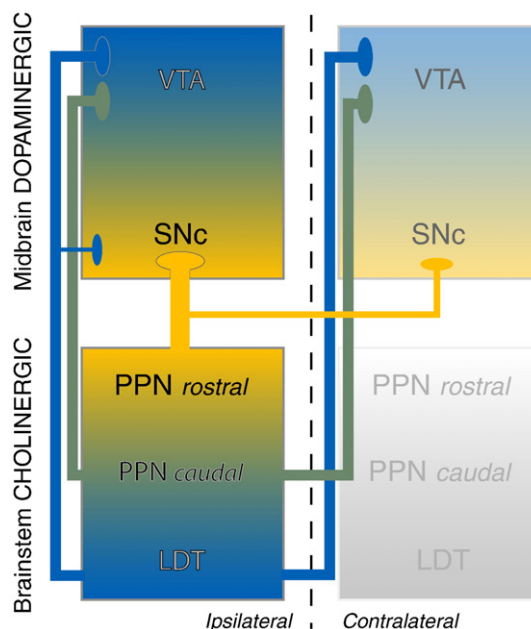 Midbrain DOPAMINERGIC
VTA
VTA
SNc
SNc
Brainstem CHOLINERGIC
PPN rostral
PPN rostral
PPN caudal
PPN caudal
LDT
LDT
Ipsilateral
Contralateral